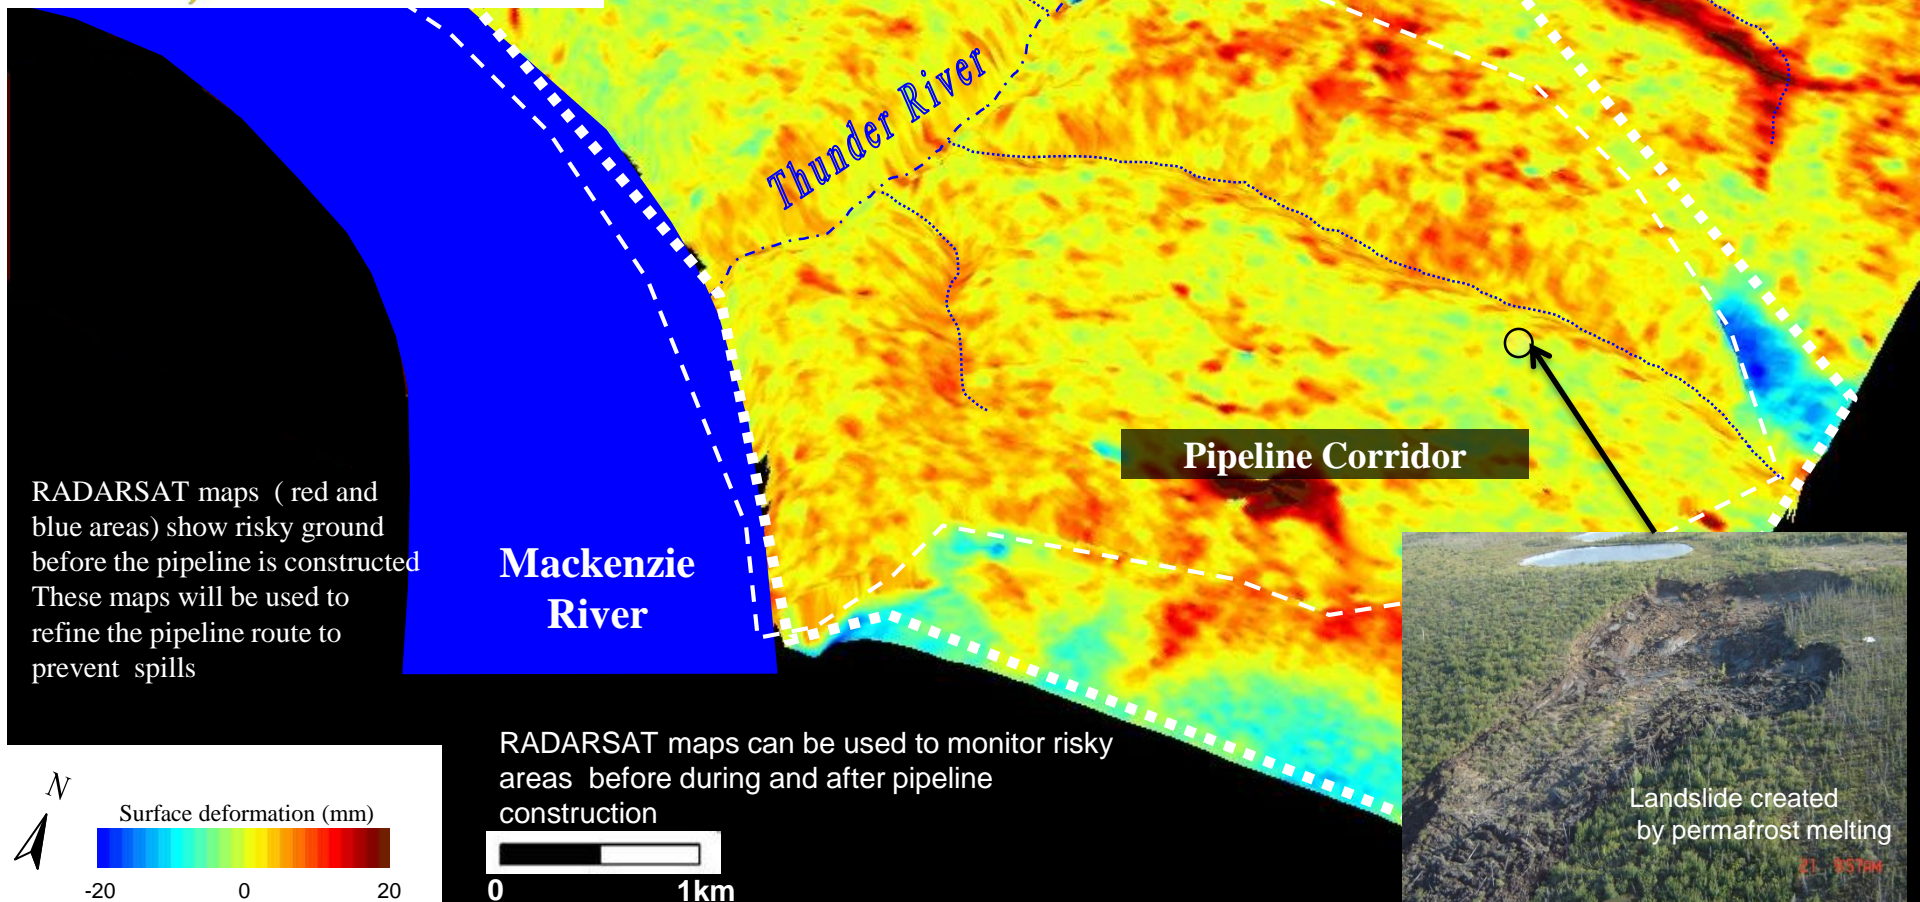 Thunder River
Pipeline Corridor
RADARSAT maps ( red and
blue areas) show risky ground
before the pipeline is constructed
These maps will be used to
refine the pipeline route to
prevent spills
Mackenzie
River
RADARSAT maps can be used to monitor risky
areas before during and after pipeline
construction
N
Surface deformation (mm)
-20 0 20
0 1km
Landslide created
by permafrost melting